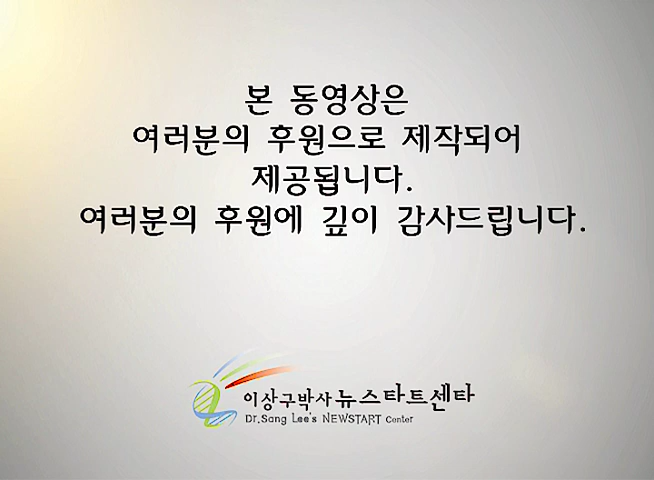 본 동영상은
여러분의 후원으로 제작되어
제공됩니다.
여러분의 후원에 깊이 감사드립니다.
이상구박사 뉴스타트센타
Dr.Sang Lee's NEWSTART Center